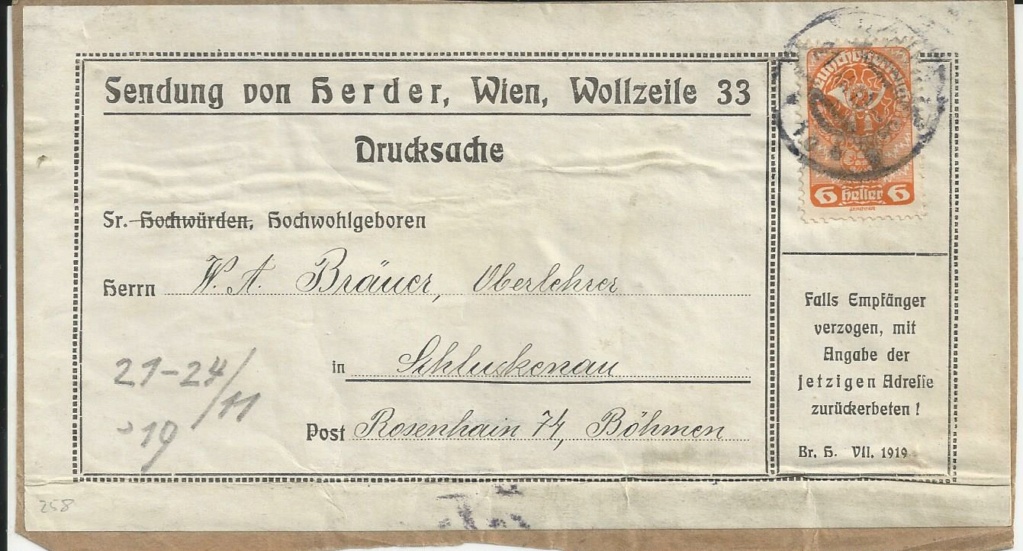 Sendung von Herder, Wien, Wollzeile 33
Drucksache
Sr. Hochwürden, Hochwohlgeboren
Herrn W. A. Bräuer, Oberlehrer
in Schluckenau
Post Rosenhain 74, Böhmen
21-24/11
19
258
6 Heller 6
Falls Empfänger
verzogen, mit
Angabe der
jetzigen Adresse
zurückerbeten!
Br. H. VII. 1919